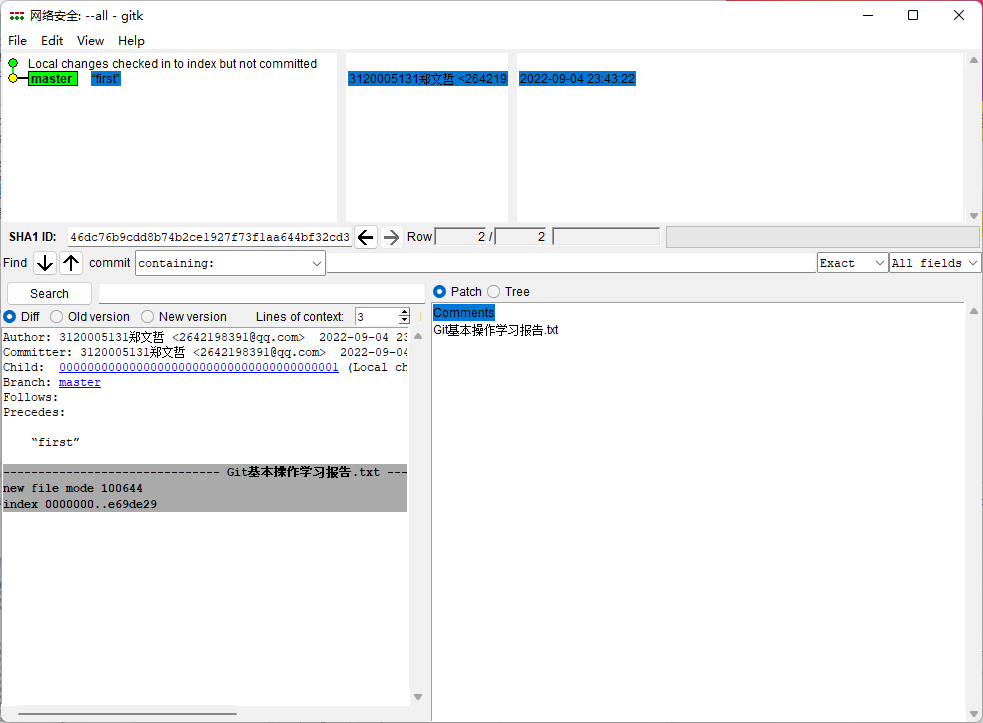 网络安全: --all - gitk
File Edit View Help
Local changes checked in to index but not committed
master “first” 3120005131郑文哲 <264219 2022-09-04 23:43:22
SHA1 ID: 46dc76b9cdd8b74b2ce1927f73f1aa644bf32cd3 Row 2 / 2
Find commit containing: Exact All fields
Search
Patch Tree
Diff Old version New version Lines of context: 3
Comments
Git基本操作学习报告.txt
Author: 3120005131郑文哲 <2642198391@qq.com> 2022-09-04 23
Committer: 3120005131郑文哲 <2642198391@qq.com> 2022-09-04
Child: 0000000000000000000000000000000000000001 (Local ch
Branch: master
Follows:
Precedes:
“first”
------------------------------- Git基本操作学习报告.txt ---
new file mode 100644
index 0000000..e69de29